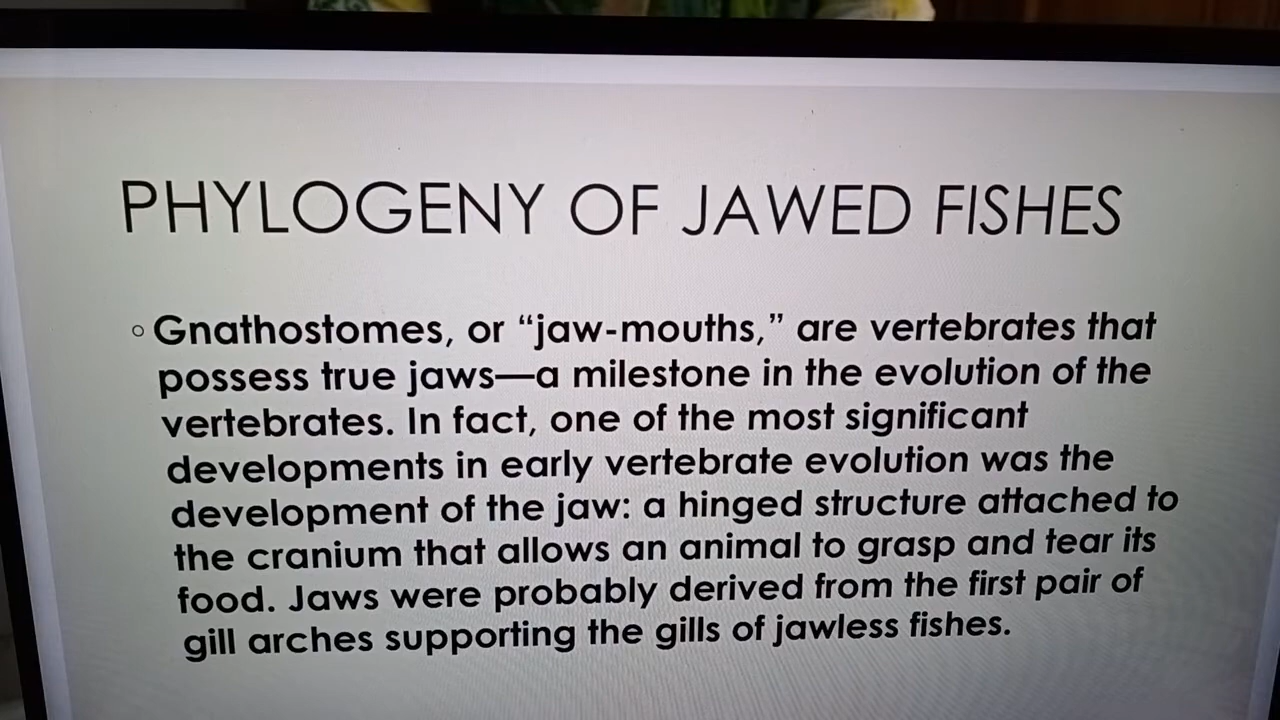 PHYLOGENY OF JAWED FISHES
◦ Gnathostomes, or “jaw-mouths,” are vertebrates that
possess true jaws—a milestone in the evolution of the
vertebrates. In fact, one of the most significant
developments in early vertebrate evolution was the
development of the jaw: a hinged structure attached to
the cranium that allows an animal to grasp and tear its
food. Jaws were probably derived from the first pair of
gill arches supporting the gills of jawless fishes.